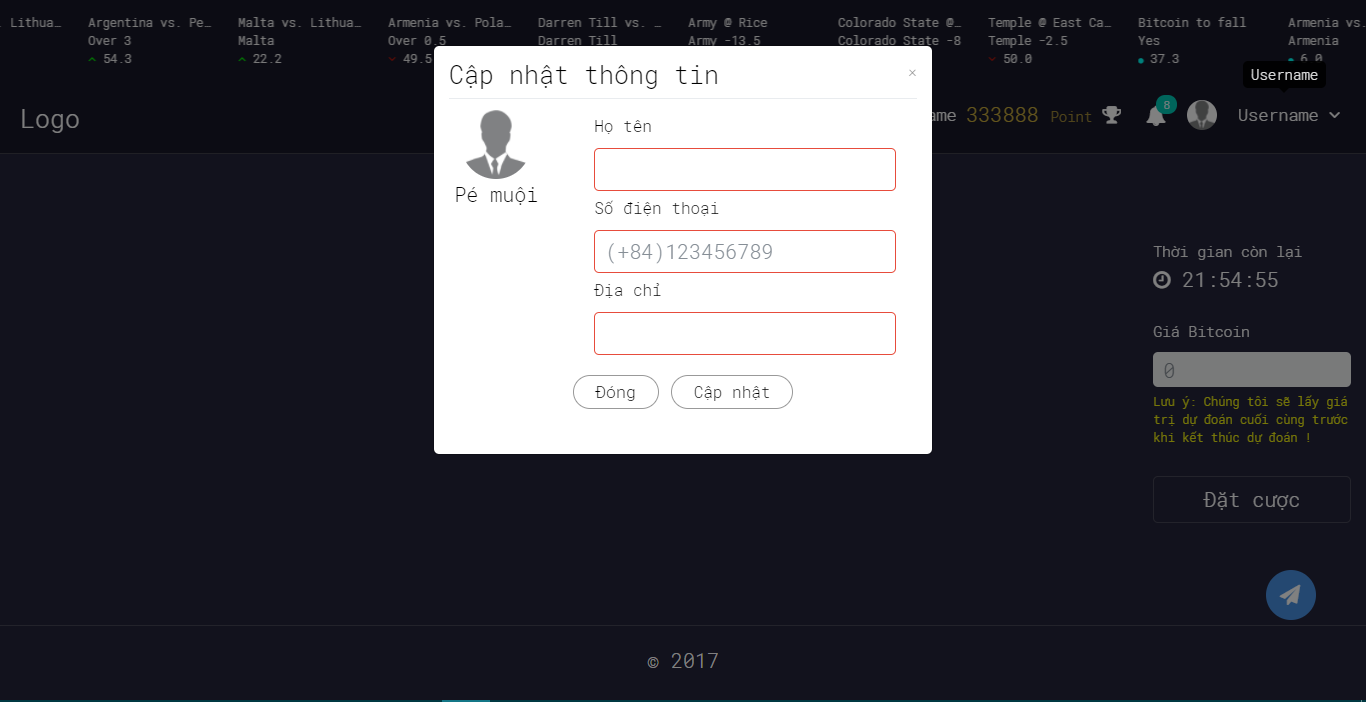 Lithua…
Argentina vs. Pe…
Over 3
54.3
Malta vs. Lithua…
Malta
22.2
Armenia vs. Pola…
Over 0.5
49.5
Darren Till vs. …
Darren Till
Army @ Rice
Army -13.5
Colorado State @…
Colorado State -8
Temple @ East Ca…
Temple -2.5
50.0
Bitcoin to fall
Yes
37.3
Armenia vs.
Armenia
6.0
Username
Logo
ame 333888 Point
8
Username
Cập nhật thông tin
×
Pé muội
Họ tên
Số điện thoại
(+84)123456789
Địa chỉ
Đóng
Cập nhật
Thời gian còn lại
21:54:55
Giá Bitcoin
0
Lưu ý: Chúng tôi sẽ lấy giá
trị dự đoán cuối cùng trước
khi kết thúc dự đoán !
Đặt cược
© 2017